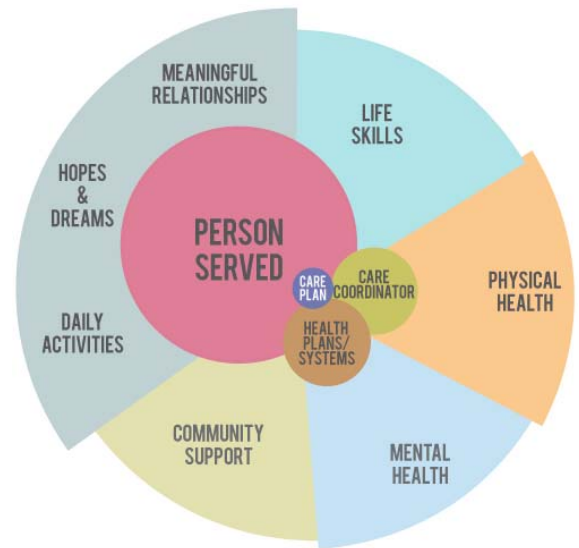 MEANINGFUL
RELATIONSHIPS
LIFE
SKILLS
HOPES
&
DREAMS
PERSON
SERVED
CARE
PLAN
CARE
COORDINATOR
PHYSICAL
HEALTH
DAILY
ACTIVITIES
HEALTH
PLANS/
SYSTEMS
COMMUNITY
SUPPORT
MENTAL
HEALTH